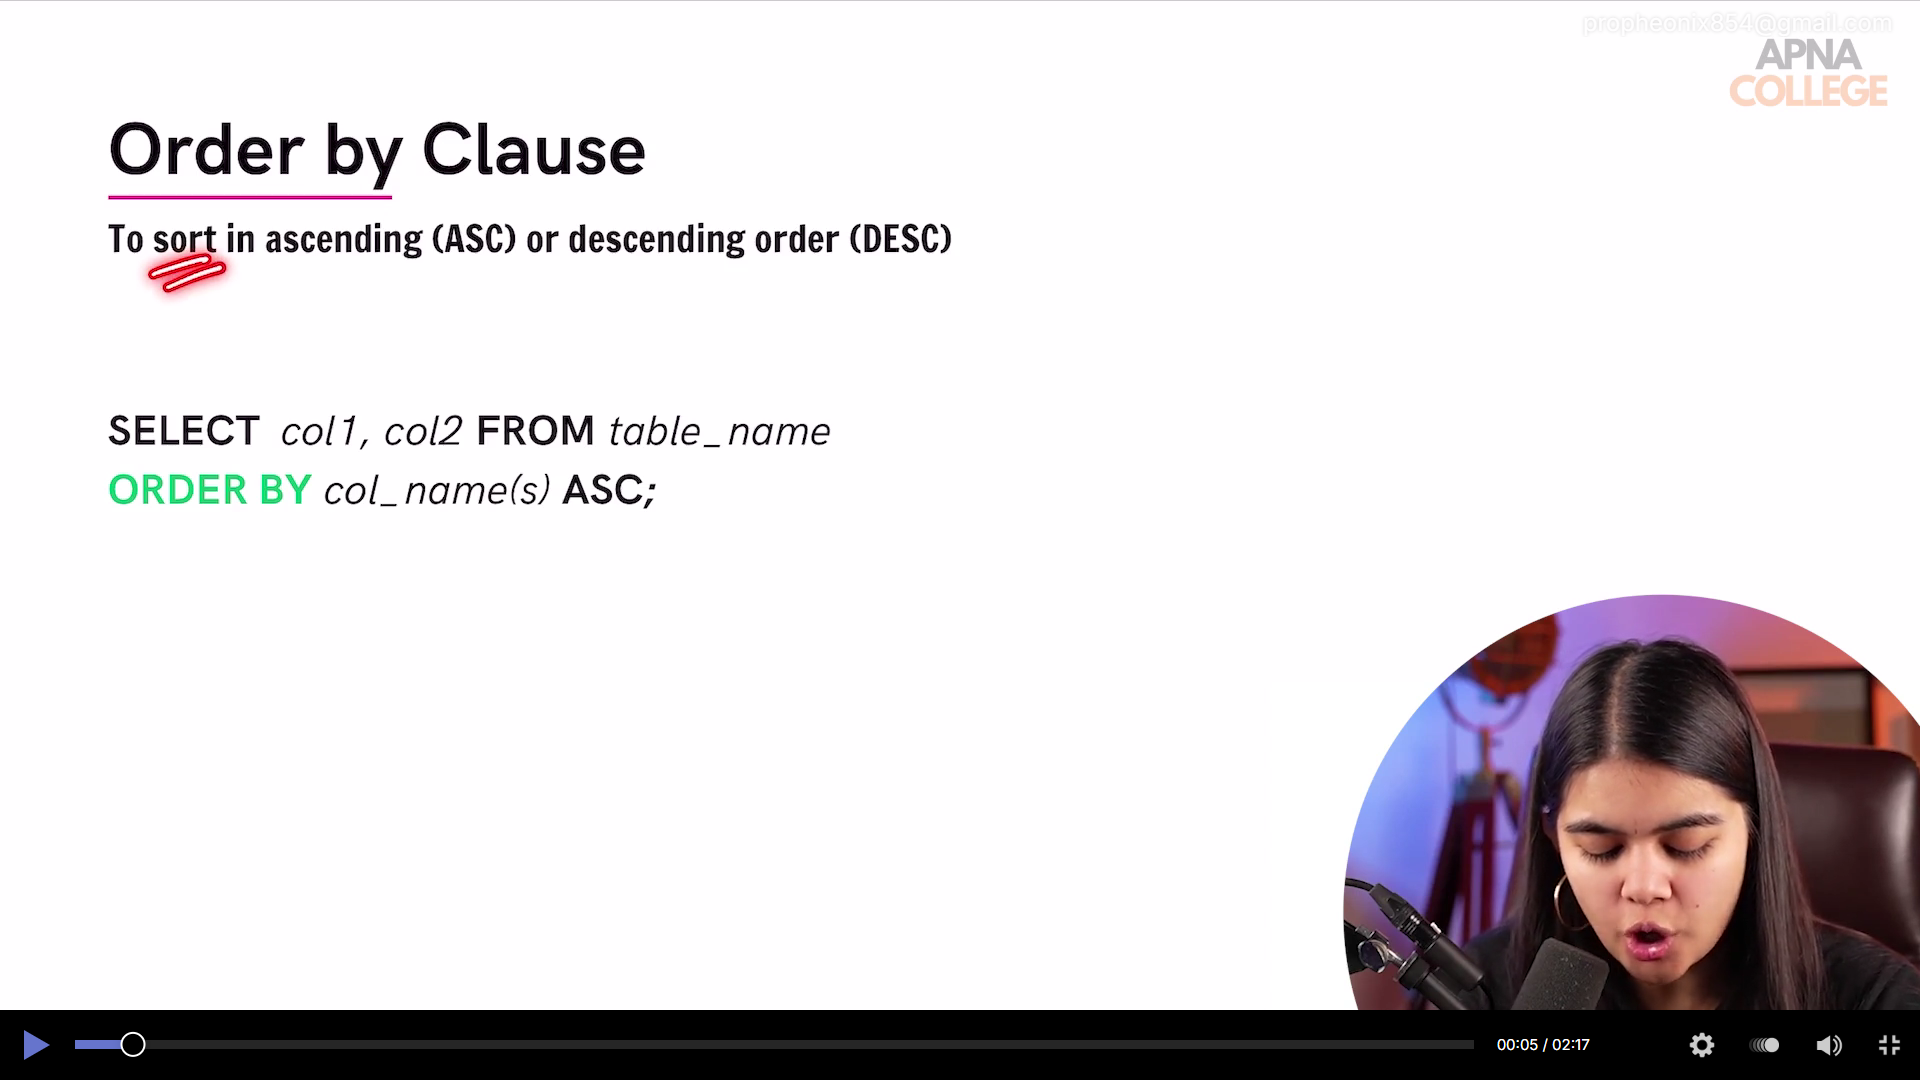 propheonix854@gmail.com
APNA
COLLEGE
Order by Clause
To sort in ascending (ASC) or descending order (DESC)
SELECT col1, col2 FROM table_name
ORDER BY col_name(s) ASC;
00:05 / 02:17